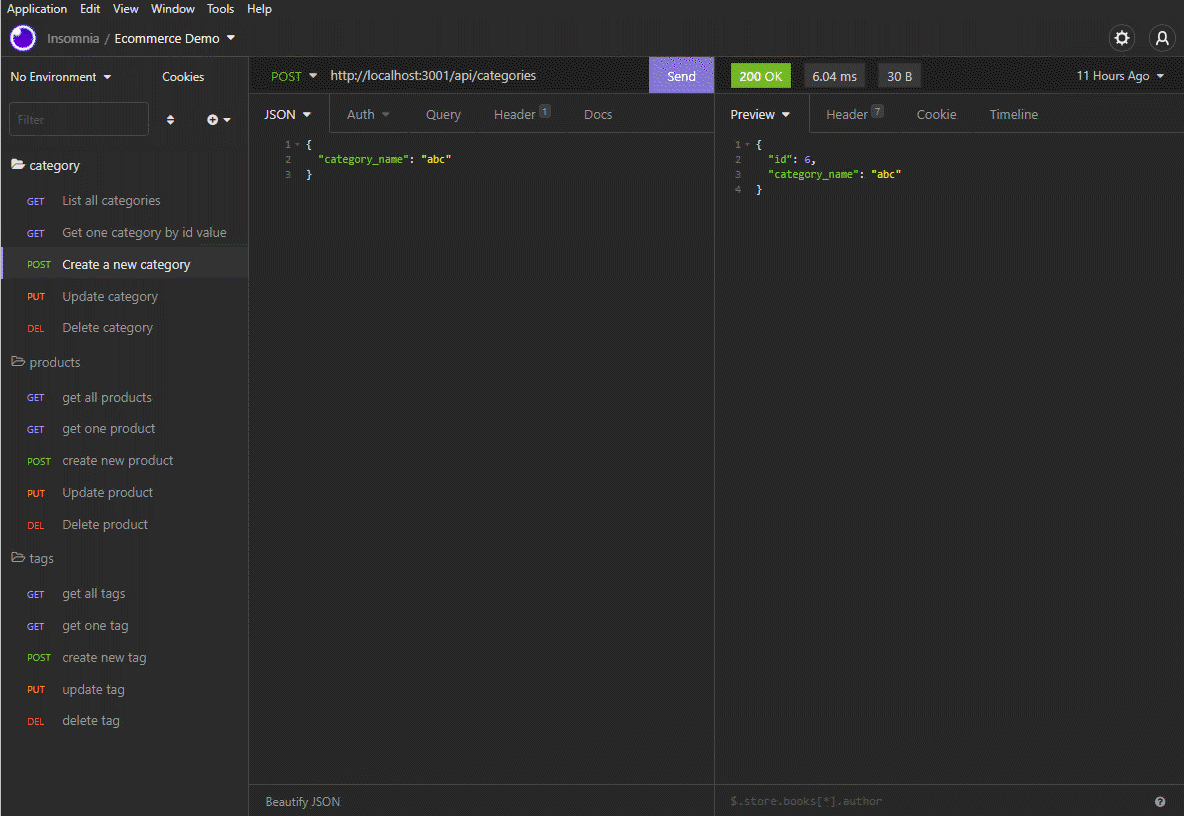 Application Edit View Window Tools Help
Insomnia / Ecommerce Demo
No Environment Cookies
Filter
category
GET List all categories
GET Get one category by id value
POST Create a new category
PUT Update category
DEL Delete category
products
GET get all products
GET get one product
POST create new product
PUT Update product
DEL Delete product
tags
GET get all tags
GET get one tag
POST create new tag
PUT update tag
DEL delete tag
POST http://localhost:3001/api/categories Send
JSON Auth Query Header 1 Docs
1 {
2 "category_name": "abc"
3 }
Beautify JSON
200 OK 6.04 ms 30 B 11 Hours Ago
Preview Header 7 Cookie Timeline
1 {
2 "id": 6,
3 "category_name": "abc"
4 }
$.store.books[*].author ?